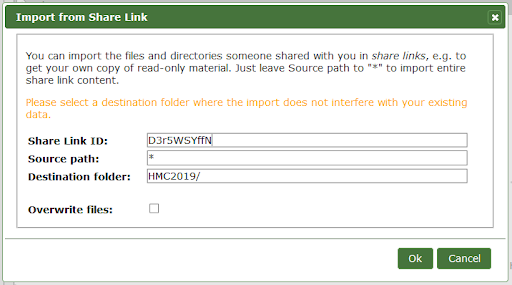 Import from Share Link
You can import the files and directories someone shared with you in share links, e.g. to
get your own copy of read-only material. Just leave Source path to "*" to import entire
share link content.
Please select a destination folder where the import does not interfere with your existing
data.
Share Link ID: D3r5WSYffN
Source path: *
Destination folder: HMC2019/
Overwrite files:
Ok Cancel